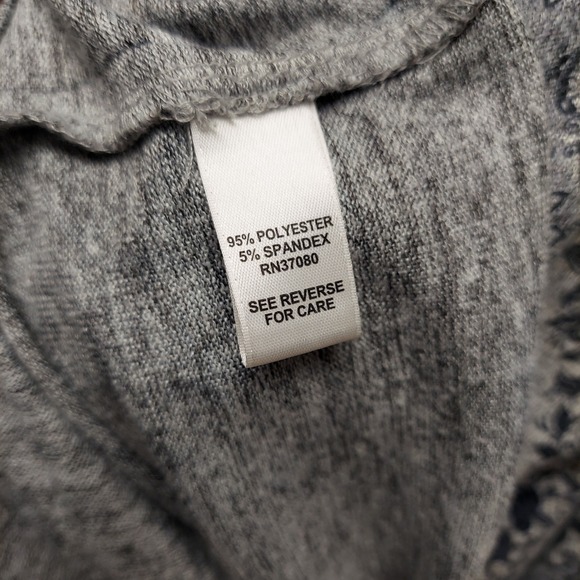 95% POLYESTER
5% SPANDEX
RN37080
SEE REVERSE
FOR CARE